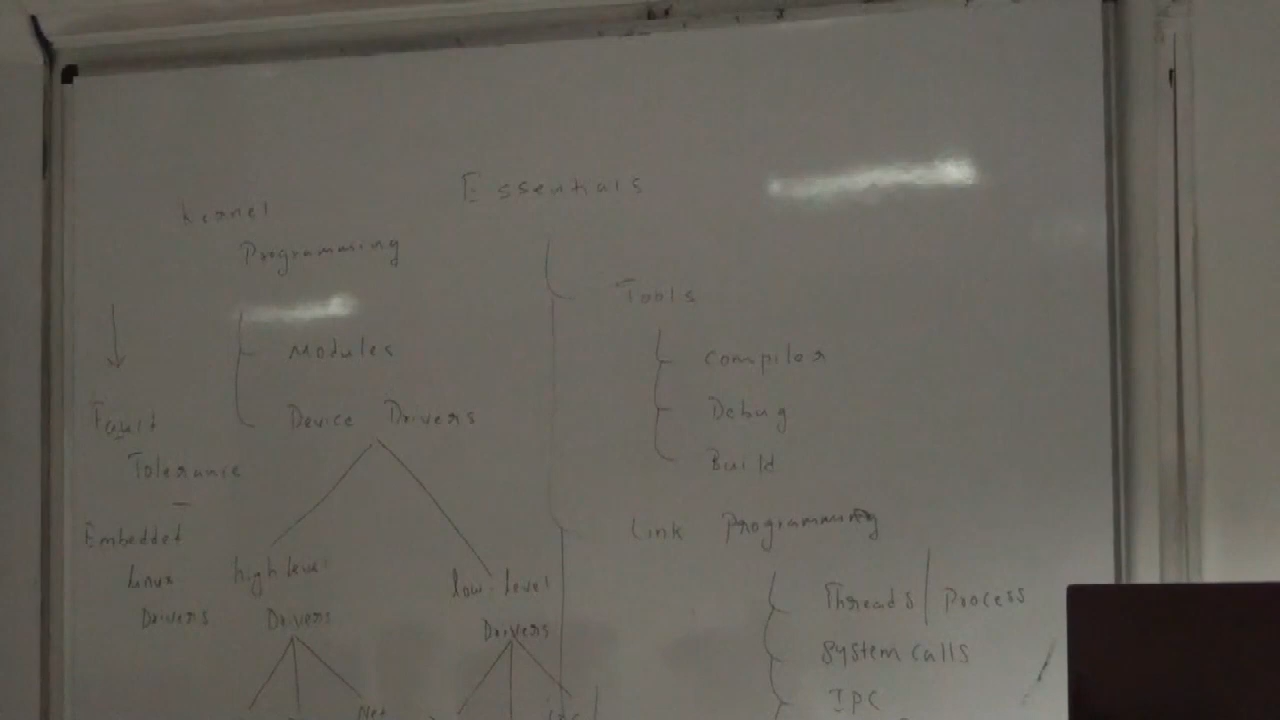 Essentials
Kernel
Programming
Modules
Device Drivers
Fault
Tolerance
Embedded
Linux
Drivers
high level
Drivers
low-level
Drivers
Net
Tools
Compiler
Debug
Build
Link Programming
Threads / Process
System calls
IPC